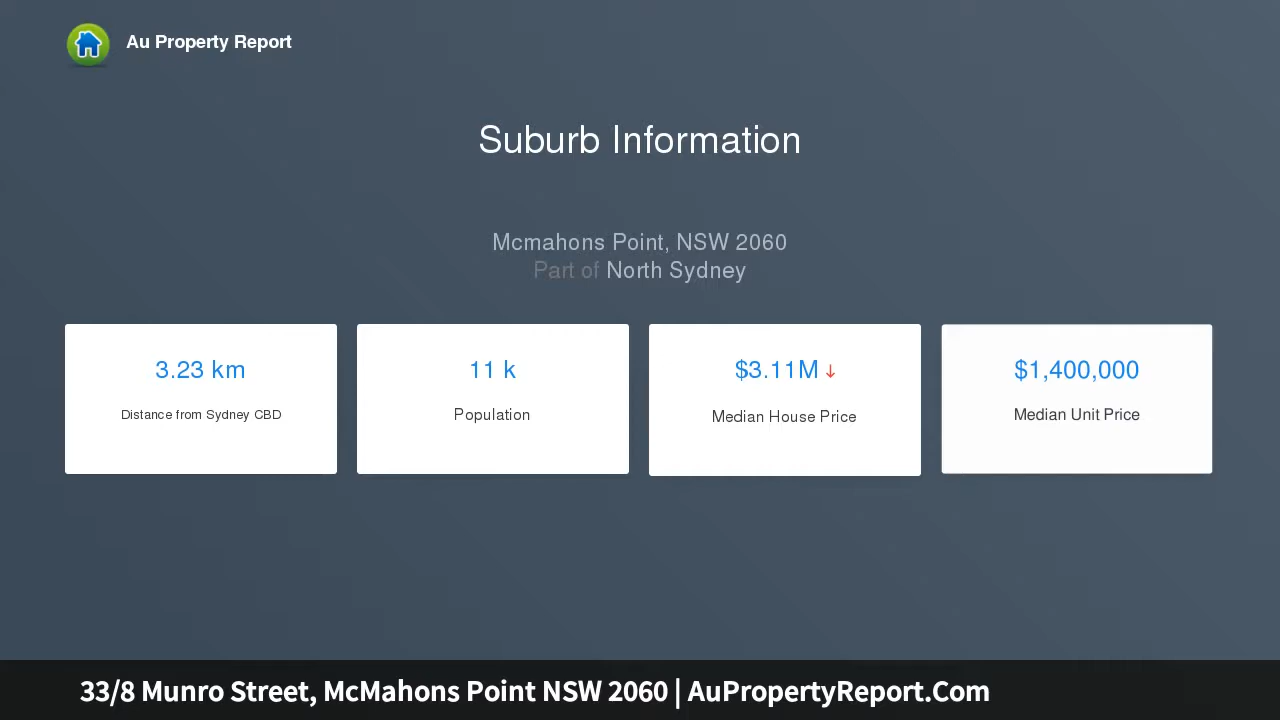 Au Property Report
Suburb Information
Mcmahons Point, NSW 2060
Part of North Sydney
3.23 km
Distance from Sydney CBD
11 k
Population
$3.11M ↓
Median House Price
$1,400,000
Median Unit Price
33/8 Munro Street, McMahons Point NSW 2060 | AuPropertyReport.Com